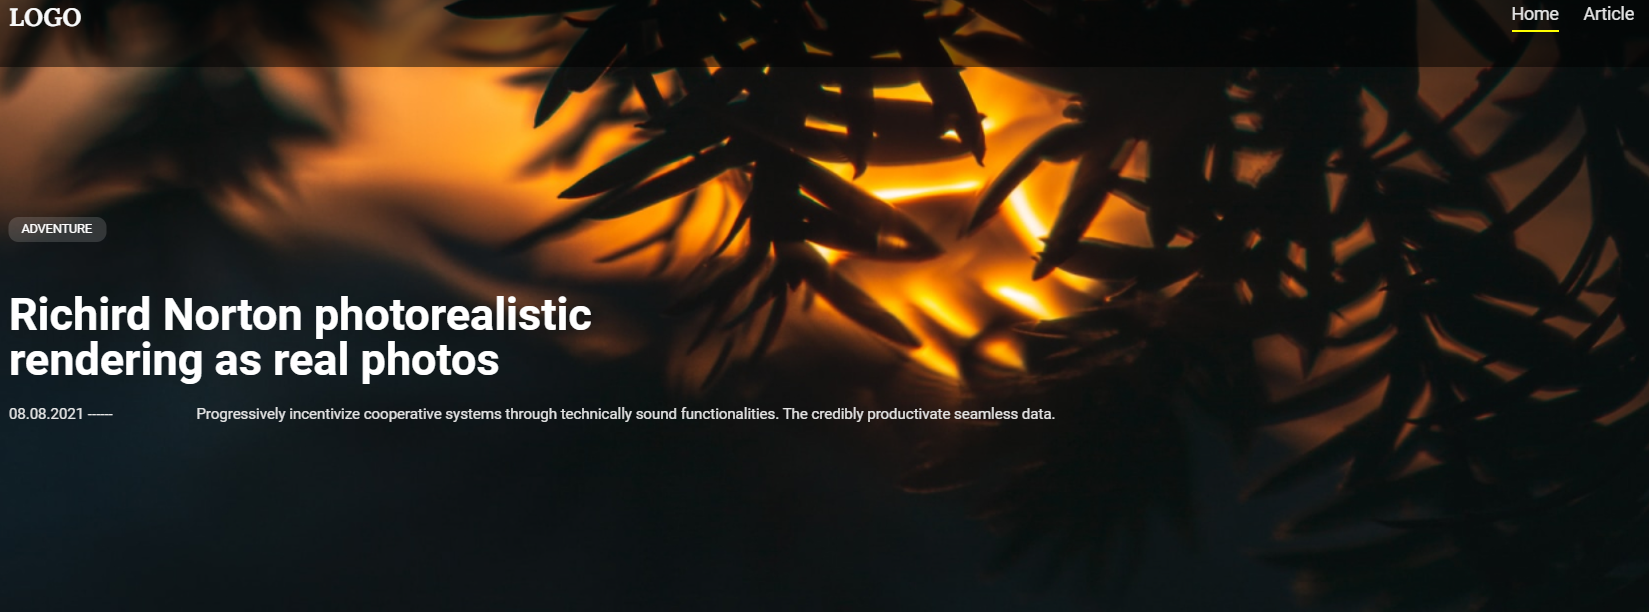 LOGO
Home Article
ADVENTURE
Richird Norton photorealistic
rendering as real photos
08.08.2021 ------ Progressively incentivize cooperative systems through technically sound functionalities. The credibly productivate seamless data.